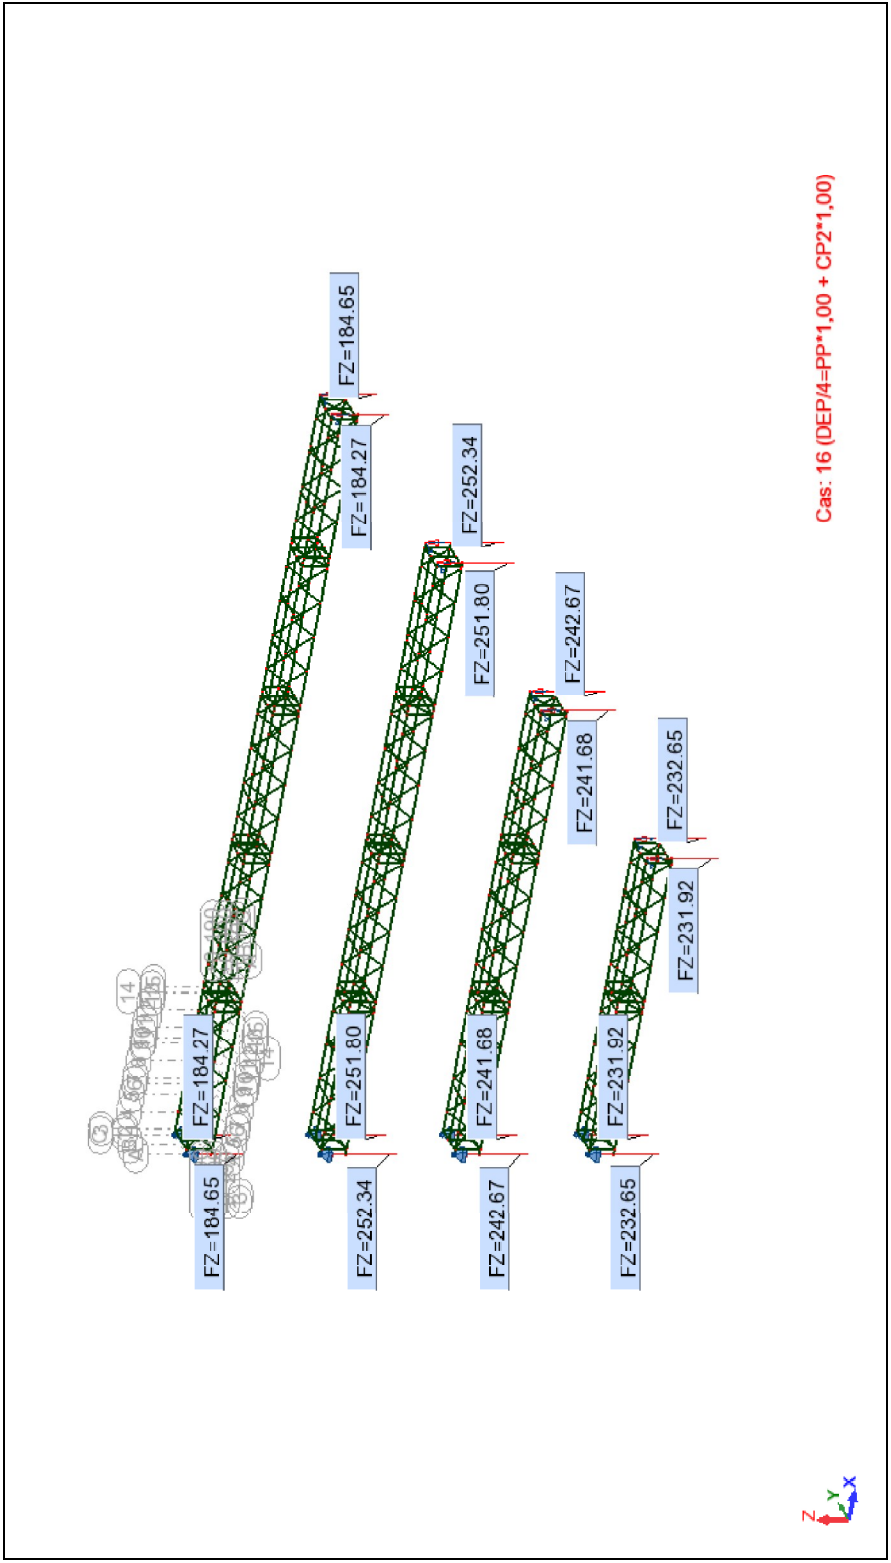 FZ=184.65
FZ=184.27
FZ=252.34
FZ=251.80
FZ=242.67
FZ=241.68
FZ=232.65
FZ=231.92
FZ=184.27
FZ=184.65
FZ=251.80
FZ=252.34
FZ=241.68
FZ=242.67
FZ=231.92
FZ=232.65
14
Cas: 16 (DEP/4=PP*1,00 + CP2*1,00)
Z
Y
X